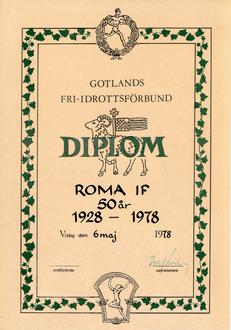 GOTLANDS
FRI-IDROTTSFÖRBUND
DIPLOM
ROMA IF
50 år
1928 – 1978
Visby den 6 maj 1978
ordförande sekreterare